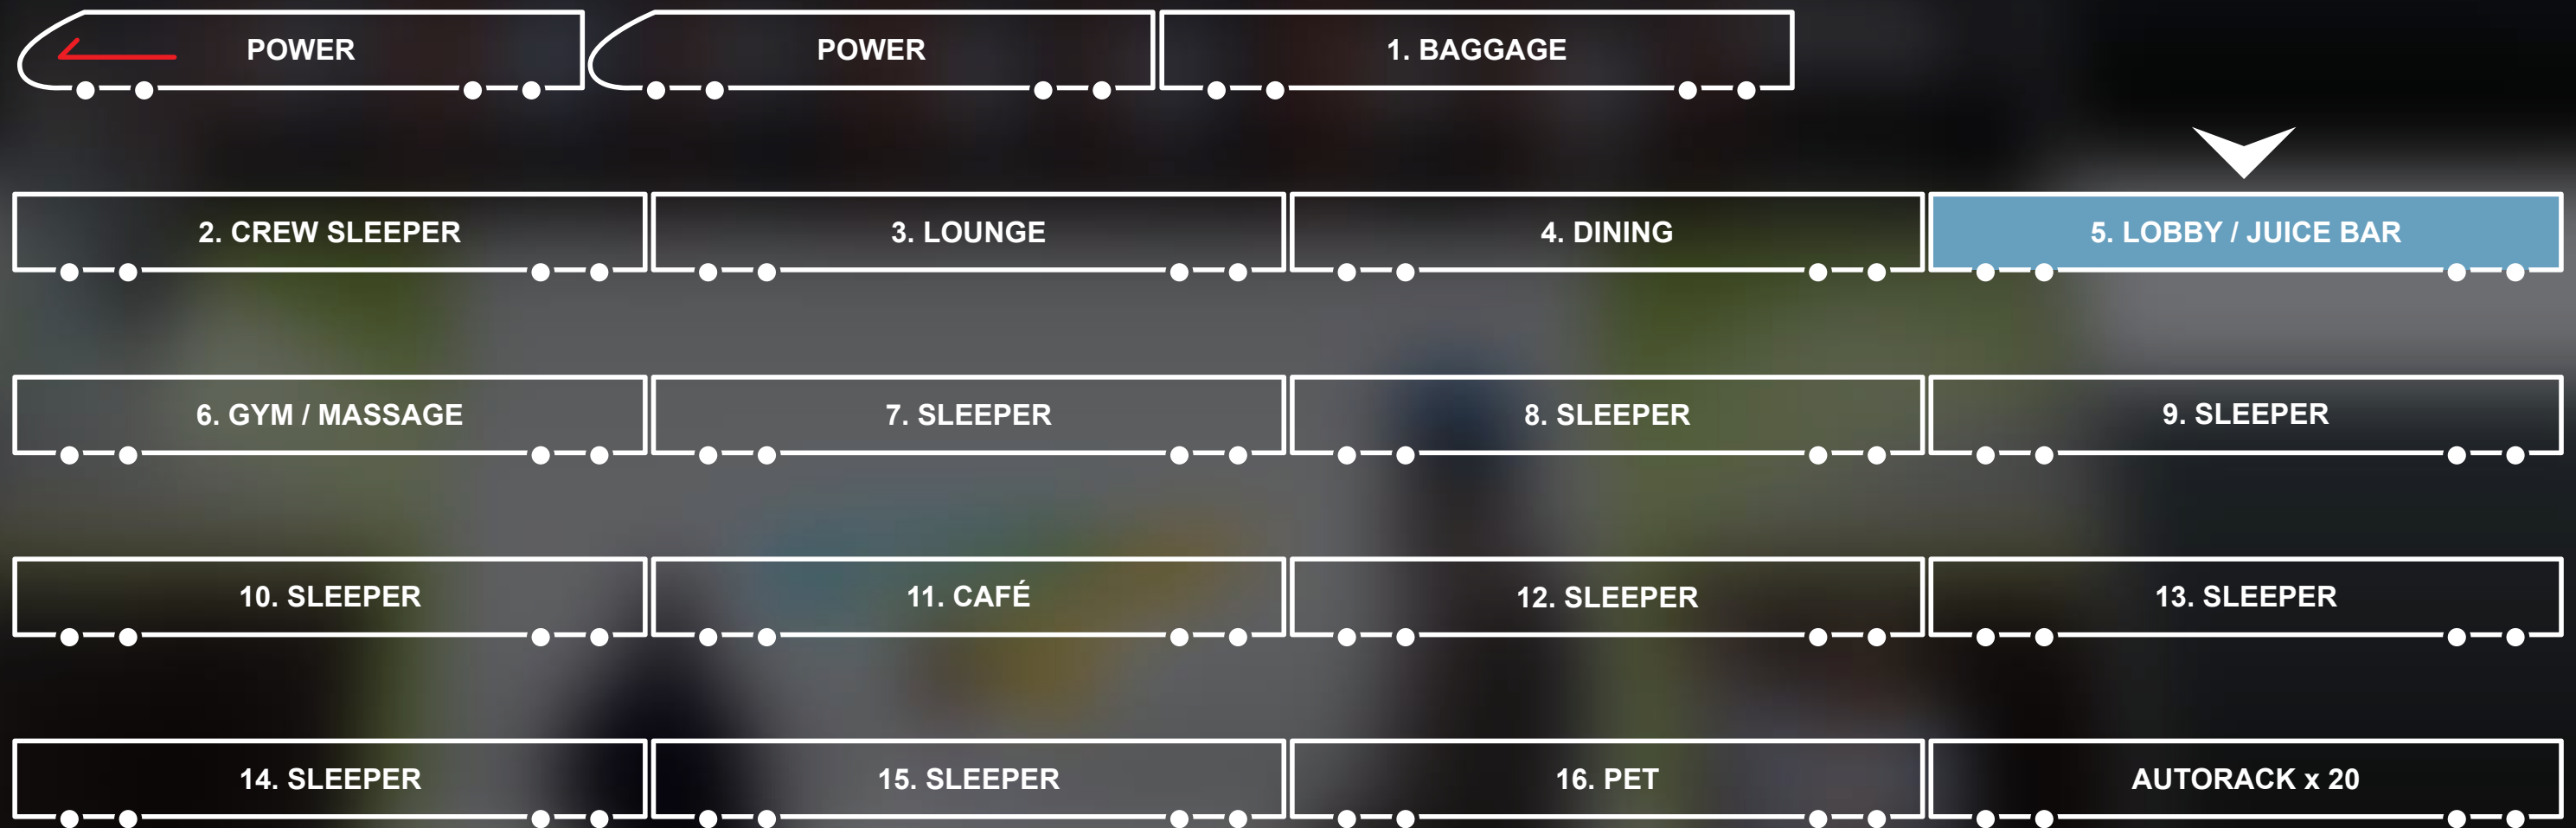 POWER
POWER
1. BAGGAGE
2. CREW SLEEPER
3. LOUNGE
4. DINING
5. LOBBY / JUICE BAR
6. GYM / MASSAGE
7. SLEEPER
8. SLEEPER
9. SLEEPER
10. SLEEPER
11. CAFÉ
12. SLEEPER
13. SLEEPER
14. SLEEPER
15. SLEEPER
16. PET
AUTORACK x 20